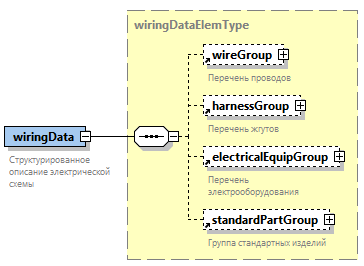 wiringDataElemType
wireGroup
Перечень проводов
harnessGroup
Перечень жгутов
wiringData
Структурированное
описание электрической
схемы
electricalEquipGroup
Перечень
электрооборудования
standardPartGroup
Группа стандартных изделий